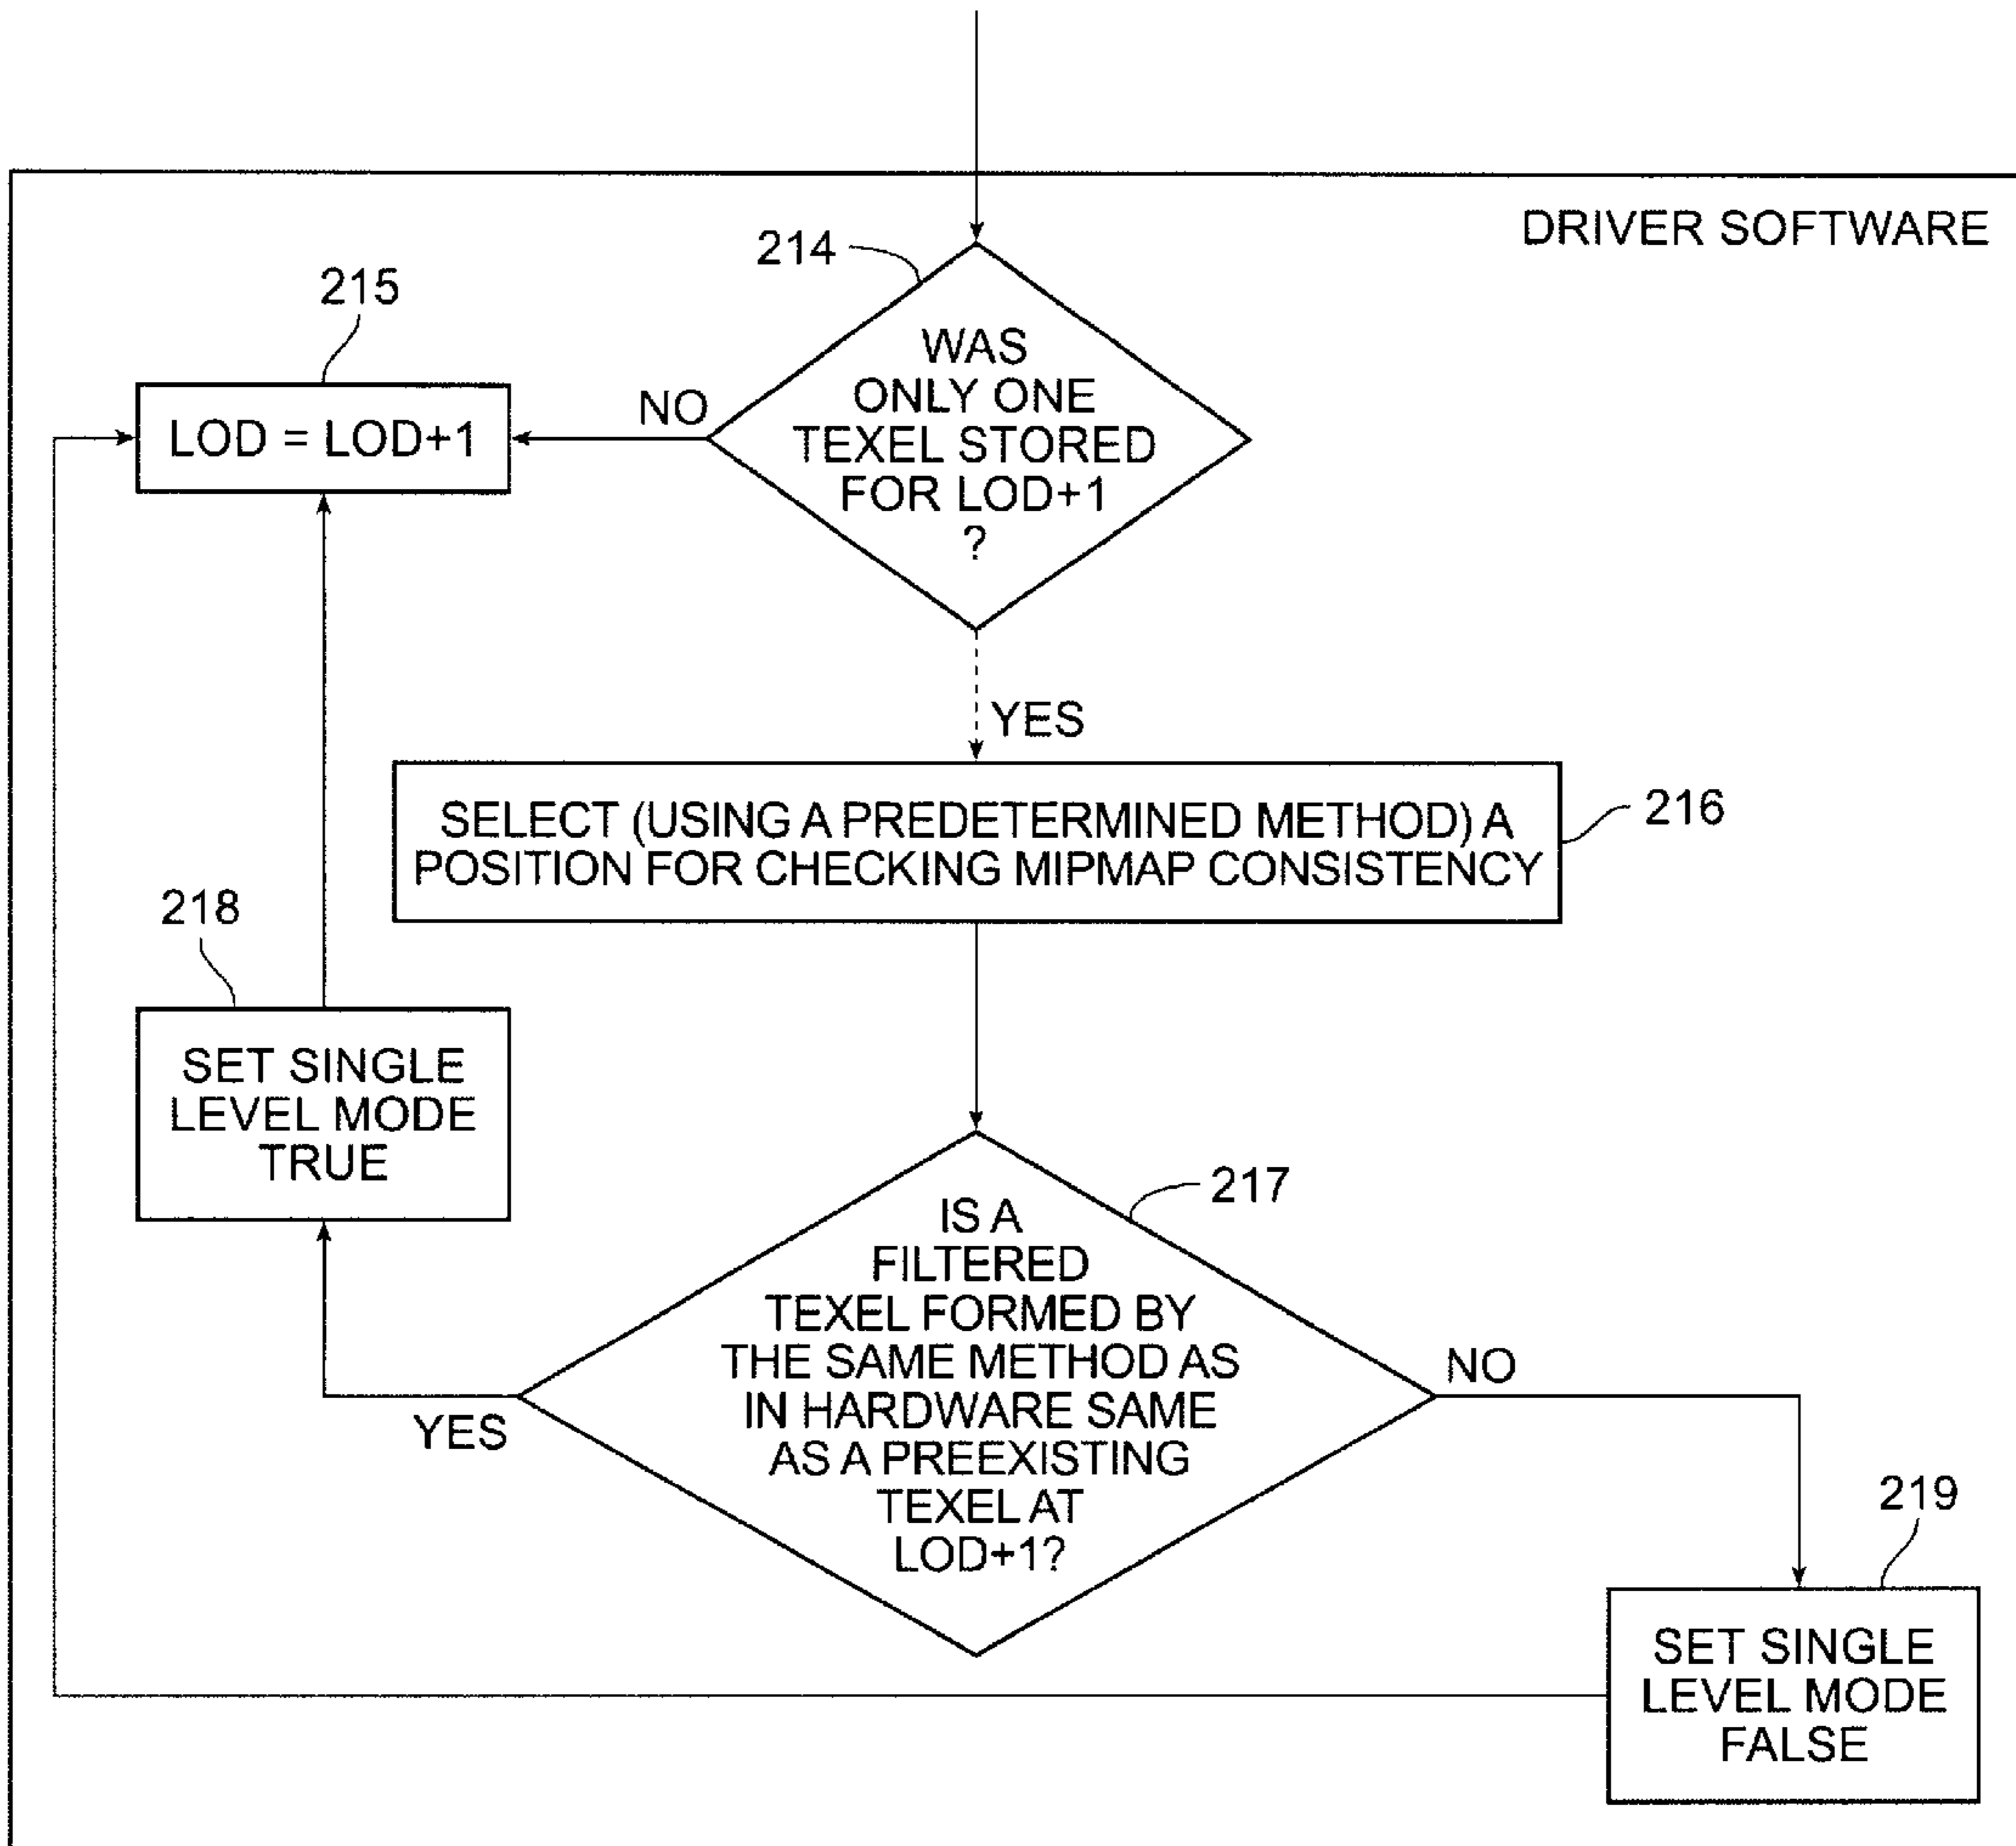 DRIVER SOFTWARE
214
WAS
ONLY ONE
TEXEL STORED
FOR LOD+1
?
215
LOD = LOD+1
NO
YES
SELECT (USING A PREDETERMINED METHOD) A
POSITION FOR CHECKING MIPMAP CONSISTENCY
216
218
SET SINGLE
LEVEL MODE
TRUE
217
IS A
FILTERED
TEXEL FORMED BY
THE SAME METHOD AS
IN HARDWARE SAME
AS A PREEXISTING
TEXEL AT
LOD+1?
YES
NO
219
SET SINGLE
LEVEL MODE
FALSE